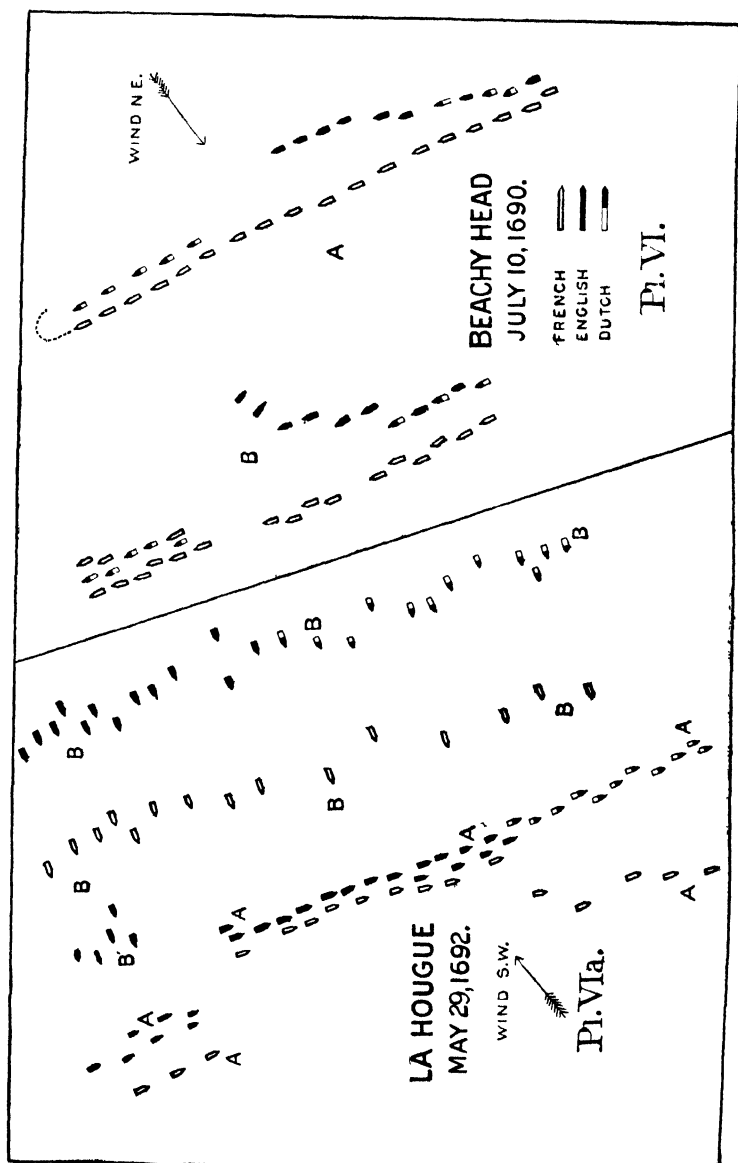 WIND N E.
A
BEACHY HEAD
JULY 10, 1690.
FRENCH
ENGLISH
DUTCH
Pl. VI.
B
B
B
B
B
B
B
B'
A
A'
A
A
A
A
LA HOUGUE
MAY 29, 1692.
WIND S.W.
Pl. VIa.